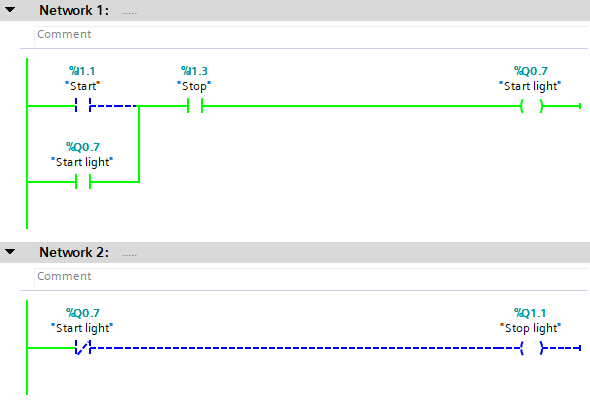 Network 1: .....
Comment
%I1.1 %I1.3 %Q0.7
"Start" "Stop" "Start light"
%Q0.7
"Start light"
Network 2: .....
Comment
%Q0.7 %Q1.1
"Start light" "Stop light"